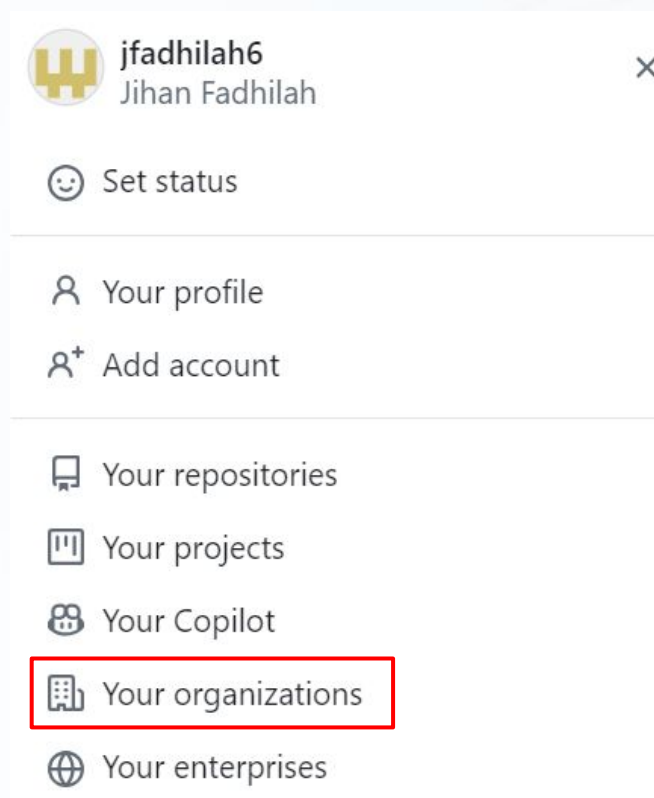 jfadhilah6
Jihan Fadhilah
Set status
Your profile
Add account
Your repositories
Your projects
Your Copilot
Your organizations
Your enterprises